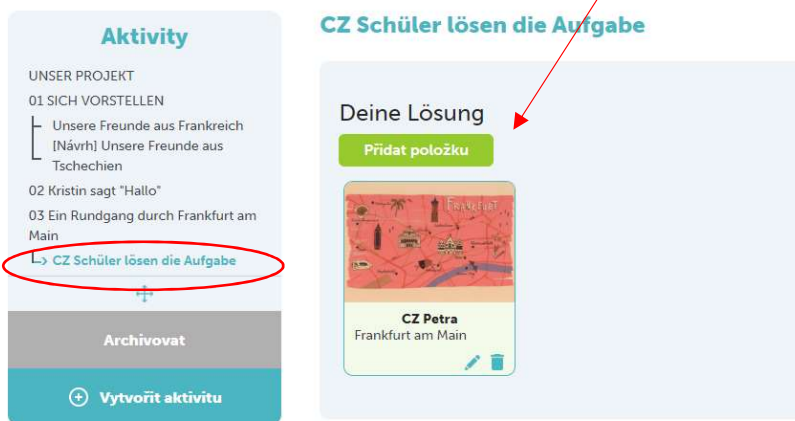 Aktivity
UNSER PROJEKT
01 SICH VORSTELLEN
Unsere Freunde aus Frankreich
[Návrh] Unsere Freunde aus
Tschechien
02 Kristin sagt "Hallo"
03 Ein Rundgang durch Frankfurt am
Main
CZ Schüler lösen die Aufgabe
Archivovat
Vytvořit aktivitu
CZ Schüler lösen die Aufgabe
Deine Lösung
Přidat položku
FRANKFURT
CZ Petra
Frankfurt am Main